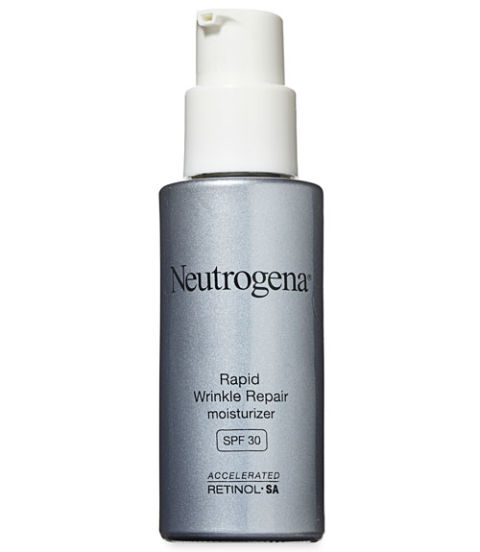 Neutrogena®
Rapid
Wrinkle Repair
moisturizer
SPF 30
ACCELERATED
RETINOL·SA